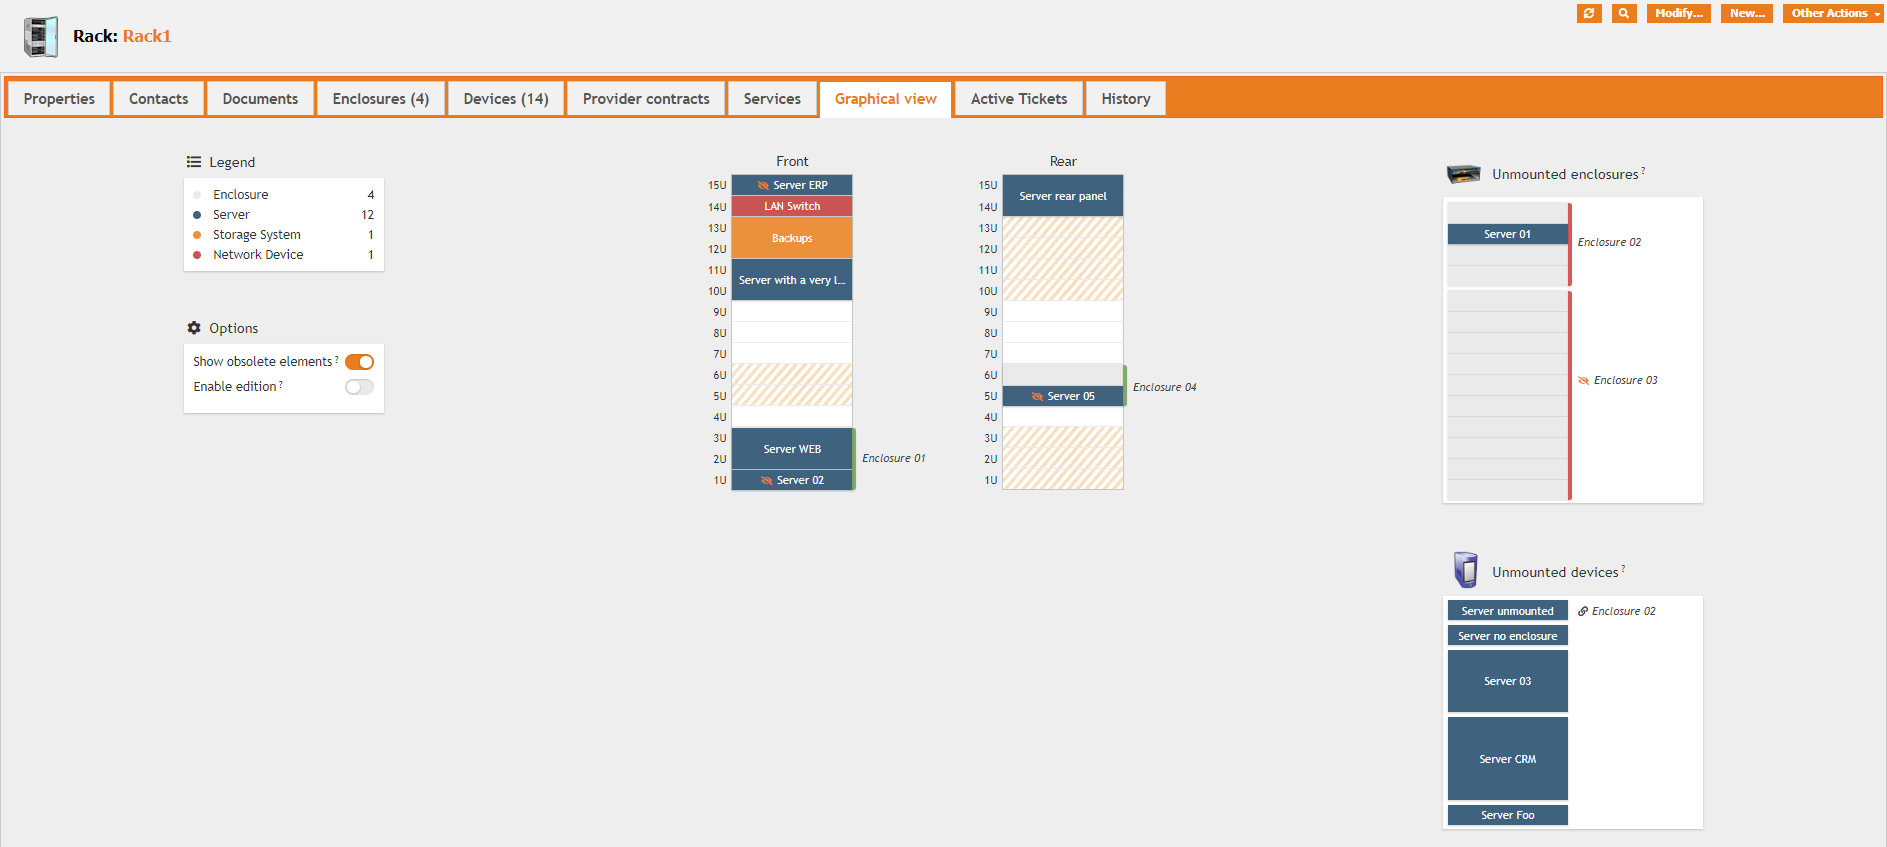 Rack: Rack1
Modify...
New...
Other Actions
Properties
Contacts
Documents
Enclosures (4)
Devices (14)
Provider contracts
Services
Graphical view
Active Tickets
History
Legend
Enclosure 4
Server 12
Storage System 1
Network Device 1
Options
Show obsolete elements ?
Enable edition ?
Front
15U Server ERP
14U LAN Switch
13U
Backups
12U
11U
Server with a very l...
10U
9U
8U
7U
6U
5U
4U
3U
Server WEB
2U
Enclosure 01
1U Server 02
Rear
15U
Server rear panel
14U
13U
12U
11U
10U
9U
8U
7U
6U
Enclosure 04
5U Server 05
4U
3U
2U
1U
Unmounted enclosures ?
Server 01
Enclosure 02
Enclosure 03
Unmounted devices ?
Server unmounted Enclosure 02
Server no enclosure
Server 03
Server CRM
Server Foo